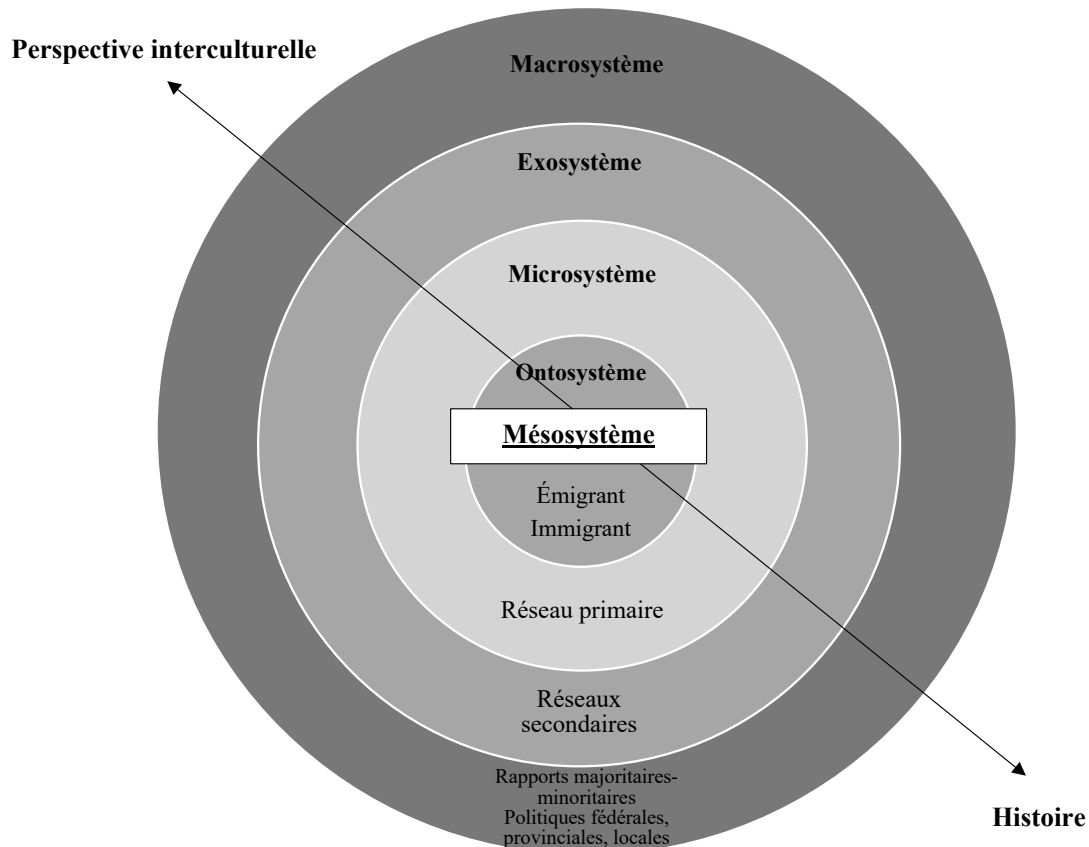 Perspective interculturelle
Macrosystème
Exosystème
Microsystème
Ontosystème
Mésosystème
Émigrant
Immigrant
Réseau primaire
Réseaux
secondaires
Rapports majoritaires-
minoritaires
Politiques fédérales,
provinciales, locales
Histoire